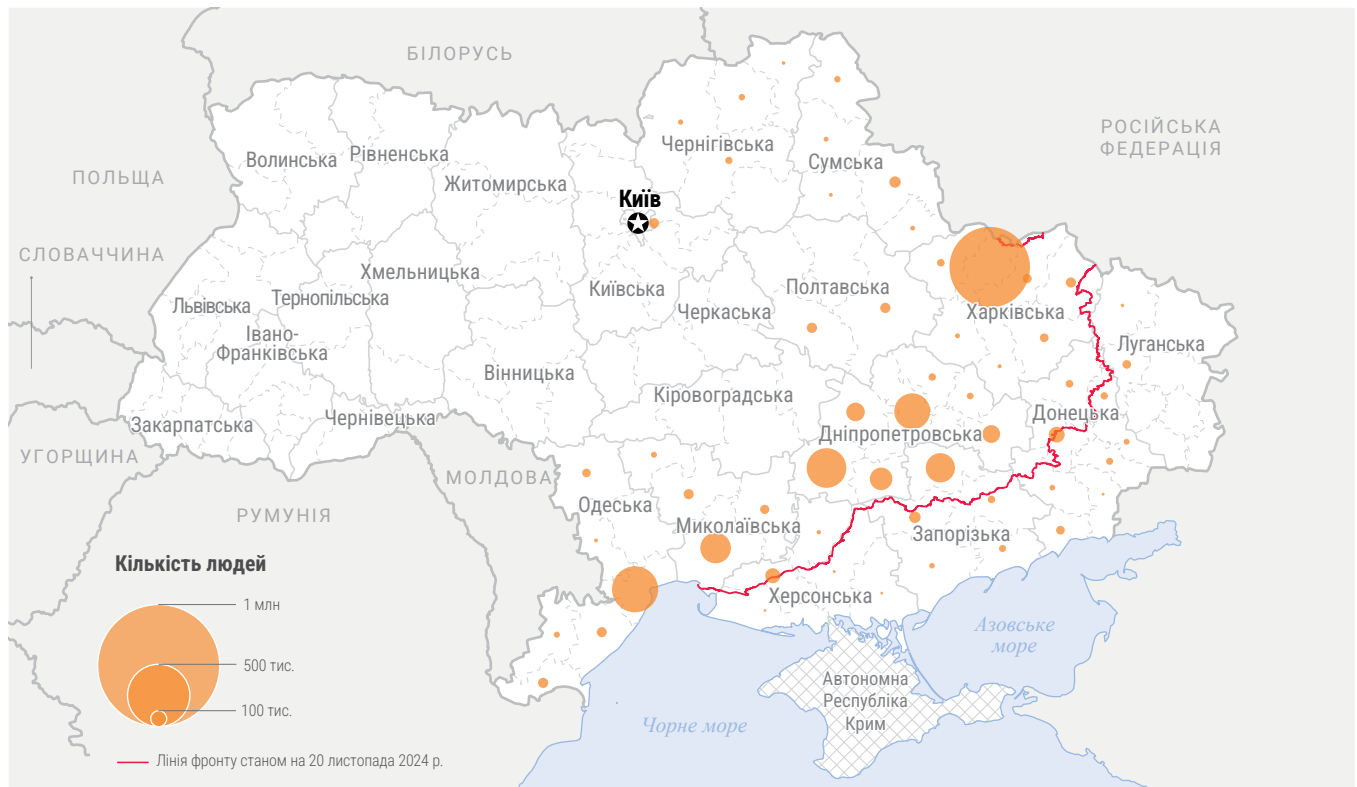 БІЛОРУСЬ
РОСІЙСЬКА
ФЕДЕРАЦІЯ
ПОЛЬЩА
СЛОВАЧЧИНА
УГОРЩИНА
РУМУНІЯ
МОЛДОВА
Волинська
Рівненська
Житомирська
Чернігівська
Сумська
Київ
Львівська
Тернопільська
Хмельницька
Київська
Черкаська
Полтавська
Харківська
Луганська
Івано-
Франківська
Закарпатська
Чернівецька
Вінницька
Кіровоградська
Дніпропетровська
Донецька
Одеська
Миколаївська
Запорізька
Херсонська
Автономна
Республіка
Крим
Азовське
море
Чорне море
Кількість людей
1 млн
500 тис.
100 тис.
Лінія фронту станом на 20 листопада 2024 р.